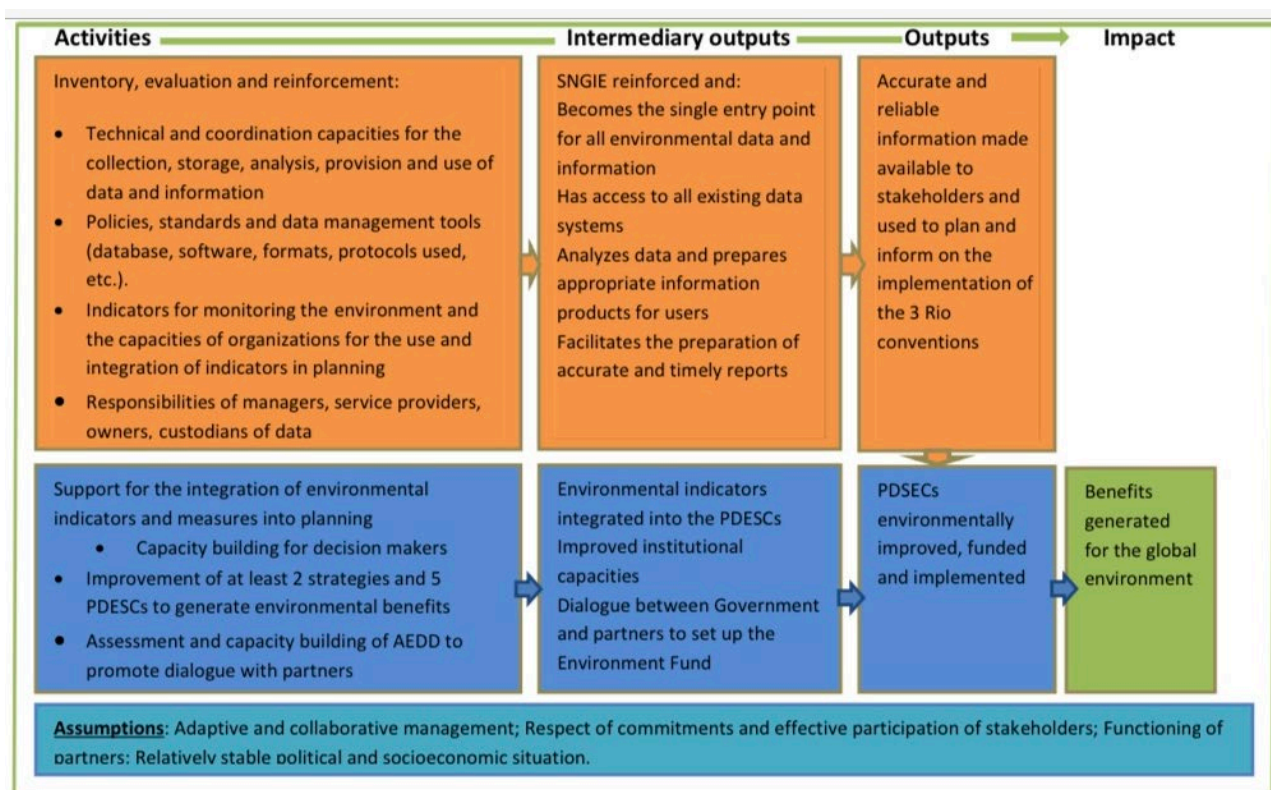 Activities
Intermediary outputs
Outputs
Impact
Inventory, evaluation and reinforcement:
• Technical and coordination capacities for the
collection, storage, analysis, provision and use of
data and information
• Policies, standards and data management tools
(database, software, formats, protocols used,
etc.).
• Indicators for monitoring the environment and
the capacities of organizations for the use and
integration of indicators in planning
• Responsibilities of managers, service providers,
owners, custodians of data
SNGIE reinforced and:
Becomes the single entry point
for all environmental data and
information
Has access to all existing data
systems
Analyzes data and prepares
appropriate information
products for users
Facilitates the preparation of
accurate and timely reports
Accurate and
reliable
information made
available to
stakeholders and
used to plan and
inform on the
implementation of
the 3 Rio
conventions
Support for the integration of environmental
indicators and measures into planning
• Capacity building for decision makers
• Improvement of at least 2 strategies and 5
PDESCs to generate environmental benefits
• Assessment and capacity building of AEDD to
promote dialogue with partners
Environmental indicators
integrated into the PDESCs
Improved institutional
capacities
Dialogue between Government
and partners to set up the
Environment Fund
PDSECs
environmentally
improved, funded
and implemented
Benefits
generated
for the global
environment
Assumptions: Adaptive and collaborative management; Respect of commitments and effective participation of stakeholders; Functioning of
partners; Relatively stable political and socioeconomic situation.